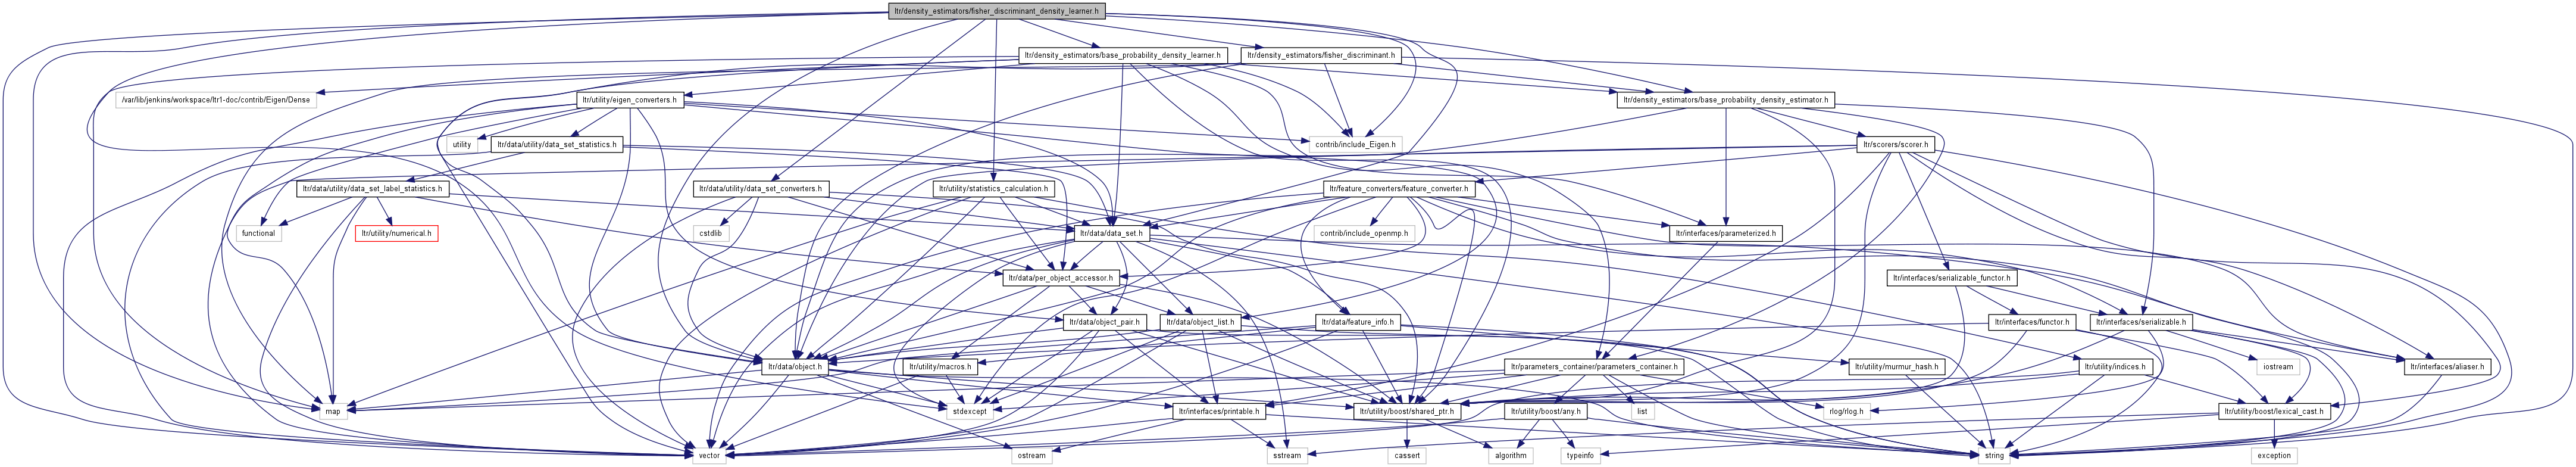 ltr/density_estimators/fisher_discriminant_density_learner.h
ltr/density_estimators/base_probability_density_learner.h
ltr/density_estimators/fisher_discriminant.h
/var/lib/jenkins/workspace/ltr1-doc/contrib/Eigen/Dense
ltr/utility/eigen_converters.h
ltr/density_estimators/base_probability_density_estimator.h
utility
ltr/data/utility/data_set_statistics.h
contrib/include_Eigen.h
ltr/scorers/scorer.h
ltr/data/utility/data_set_label_statistics.h
ltr/data/utility/data_set_converters.h
ltr/utility/statistics_calculation.h
ltr/feature_converters/feature_converter.h
functional
ltr/utility/numerical.h
cstdlib
ltr/data/data_set.h
contrib/include_openmp.h
ltr/interfaces/parameterized.h
ltr/data/per_object_accessor.h
ltr/interfaces/serializable_functor.h
ltr/data/object_pair.h
ltr/data/object_list.h
ltr/data/feature_info.h
ltr/interfaces/functor.h
ltr/interfaces/serializable.h
ltr/data/object.h
ltr/utility/macros.h
ltr/parameters_container/parameters_container.h
ltr/utility/murmur_hash.h
ltr/utility/indices.h
iostream
ltr/interfaces/aliaser.h
map
stdexcept
ltr/interfaces/printable.h
ltr/utility/boost/shared_ptr.h
ltr/utility/boost/any.h
list
rlog/rlog.h
ltr/utility/boost/lexical_cast.h
vector
ostream
sstream
cassert
algorithm
typeinfo
string
exception